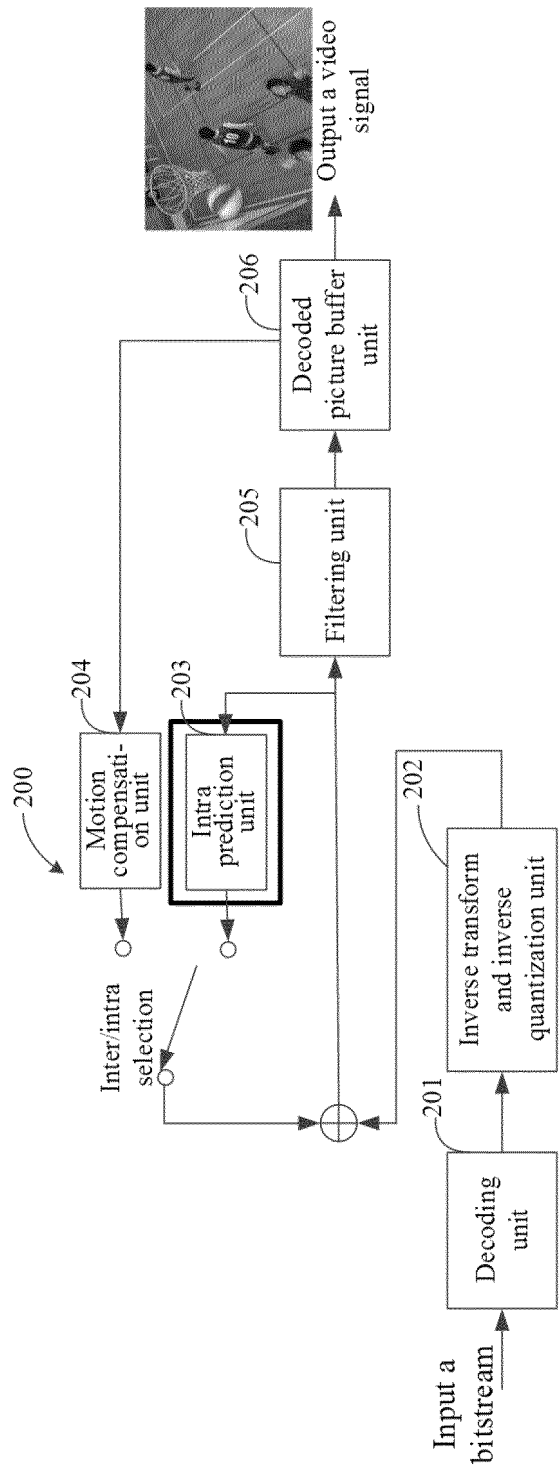 200
Motion
compensati-
on unit
204
Inter/intra
selection
Intra
prediction
unit
203
Input a
bitstream
Decoding
unit
201
Inverse transform
and inverse
quantization unit
202
Filtering unit
205
Decoded
picture buffer
unit
206
10
Output a video
signal